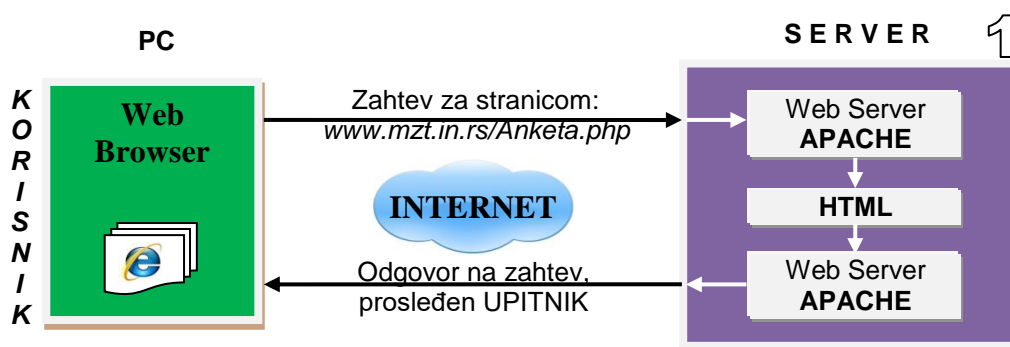 PC
S E R V E R
1
K
O
R
I
S
N
I
K
Web
Browser
Zahtev za stranicom:
www.mzt.in.rs/Anketa.php
INTERNET
Odgovor na zahtev,
prosleđen UPITNIK
Web Server
APACHE
HTML
Web Server
APACHE